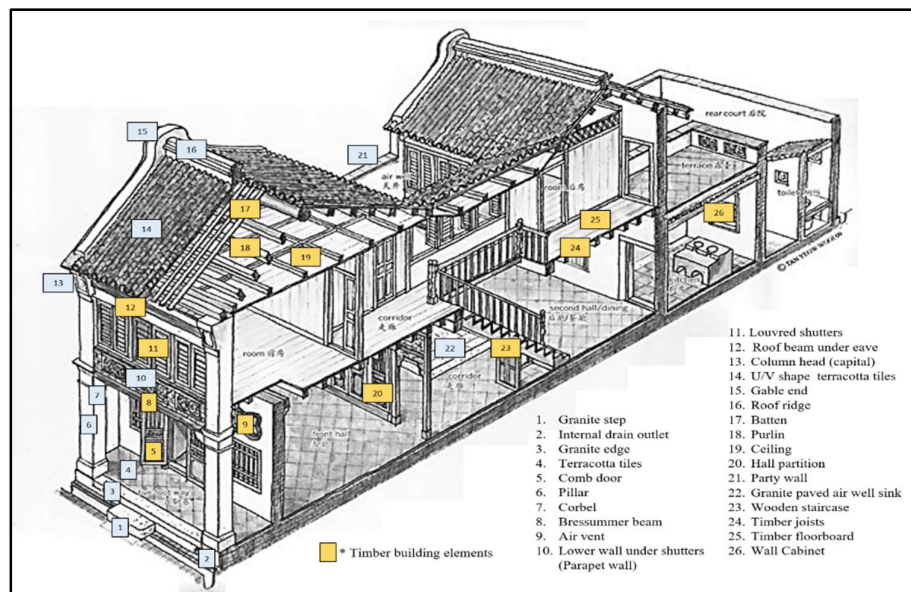 rear court 后院
15
16
21
air w
天井
terrace
toilet
room 后房
17
25
26
14
18
19
24
13
kitchen
12
corridor
走廊
second hall/dining
11
room
22
23
10
7
8
corridor
20
9
6
front hall
5
4
3
five foot way
1
2
© TAN YEOW WOOI
* Timber building elements
1. Granite step
2. Internal drain outlet
3. Granite edge
4. Terracotta tiles
5. Comb door
6. Pillar
7. Corbel
8. Bressummer beam
9. Air vent
10. Lower wall under shutters
(Parapet wall)
11. Louvred shutters
12. Roof beam under eave
13. Column head (capital)
14. U/V shape terracotta tiles
15. Gable end
16. Roof ridge
17. Batten
18. Purlin
19. Ceiling
20. Hall partition
21. Party wall
22. Granite paved air well sink
23. Wooden staircase
24. Timber joists
25. Timber floorboard
26. Wall Cabinet